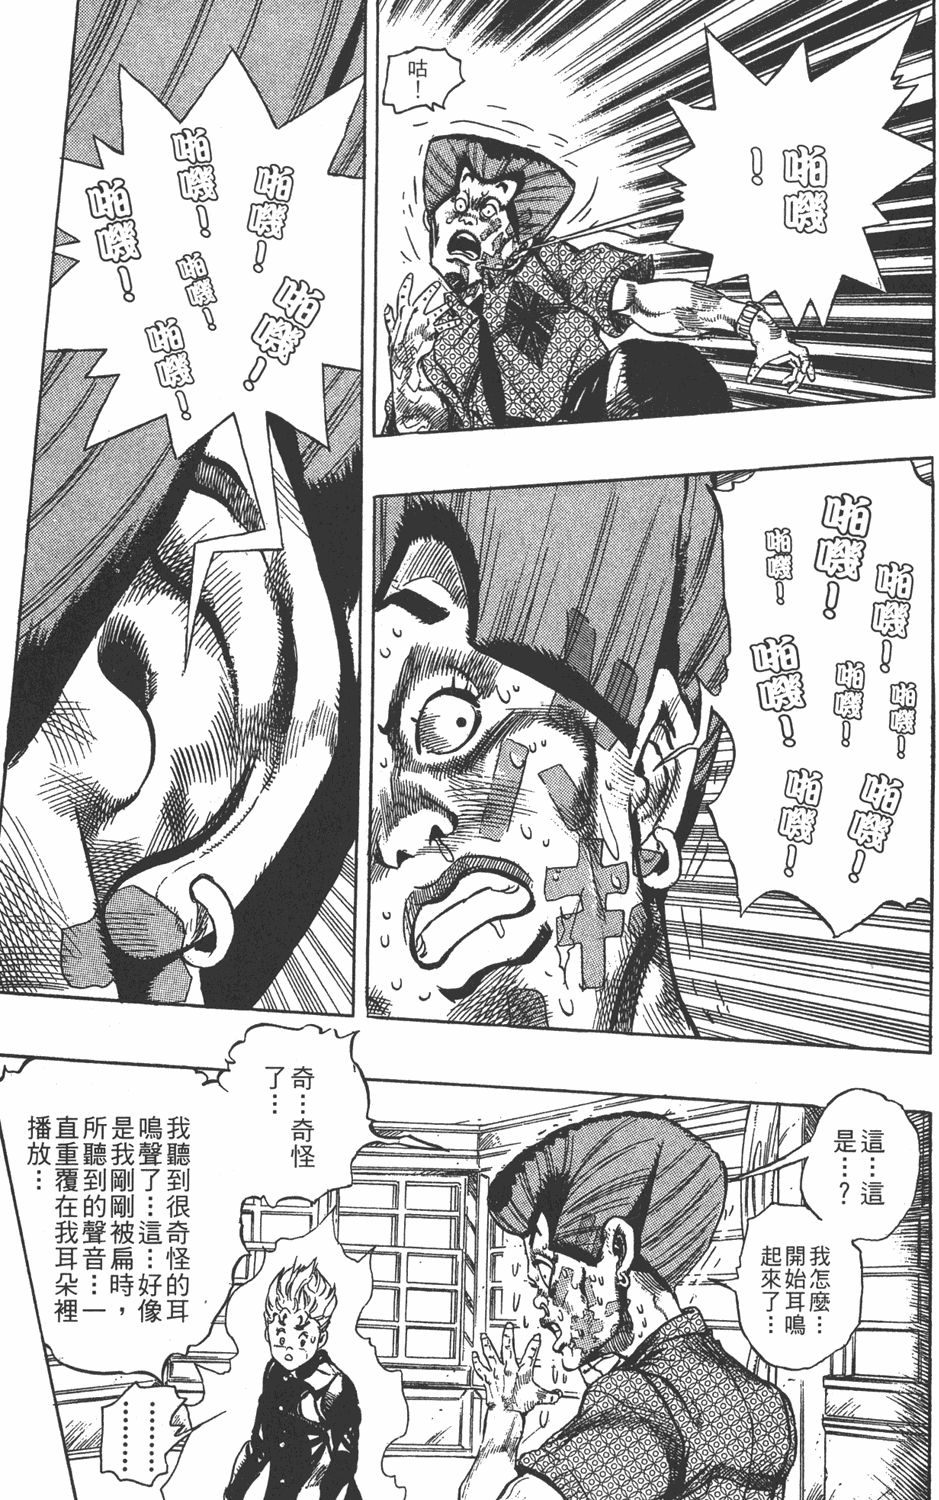 啪嘰
！
咕！
啪嘰！
啪嘰！
啪嘰！
啪嘰！
啪嘰！
啪嘰！
啪嘰！
啪嘰！
啪嘰！
啪嘰！
啪嘰！
啪嘰！
啪嘰！
啪嘰！
這…這
是…？
我怎麼…
開始耳鳴
起來了…
奇…奇怪
了…
我聽到很奇怪的耳
鳴聲了…這…好像
是我剛剛被扁時，
所聽到的聲音…一
直重覆在我耳朵裡
播放…
…………
…………